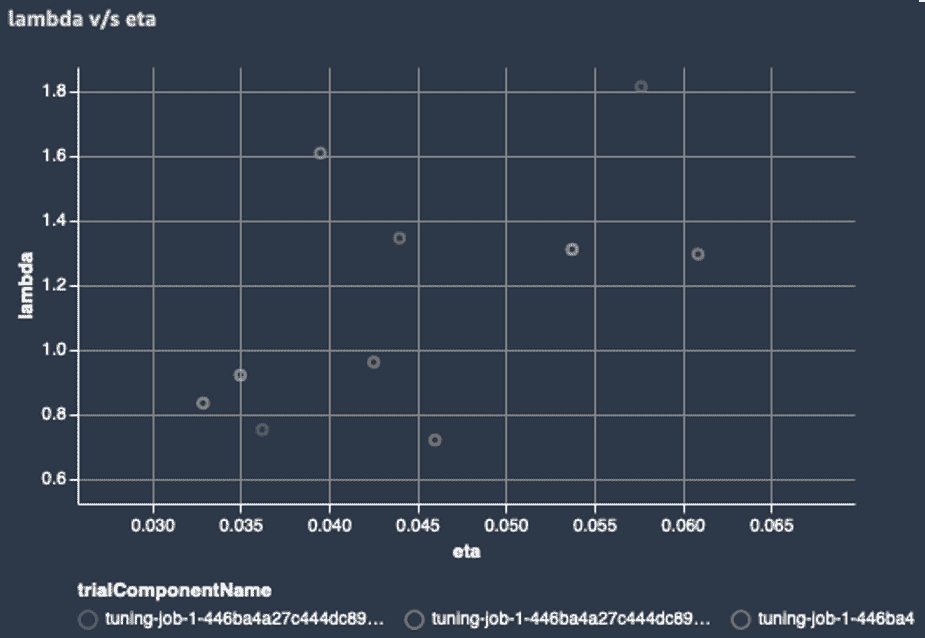 lambda v/s eta
1.8
1.6
1.4
1.2
1.0
0.8
0.6
lambda
0.030 0.035 0.040 0.045 0.050 0.055 0.060 0.065
eta
trialComponentName
tuning-job-1-446ba4a27c444dc89... tuning-job-1-446ba4a27c444dc89... tuning-job-1-446ba4